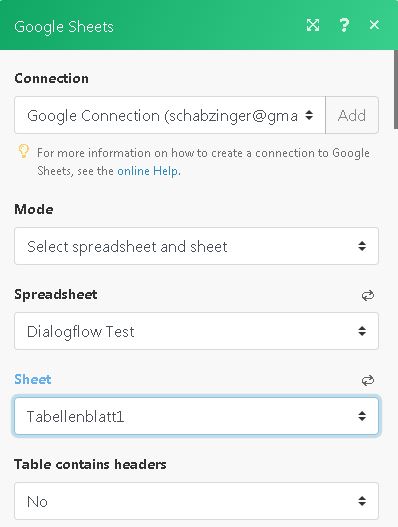 Google Sheets
Connection
Google Connection (schabzinger@gma
Add
For more information on how to create a connection to Google
Sheets, see the online Help.
Mode
Select spreadsheet and sheet
Spreadsheet
Dialogflow Test
Sheet
Tabellenblatt1
Table contains headers
No